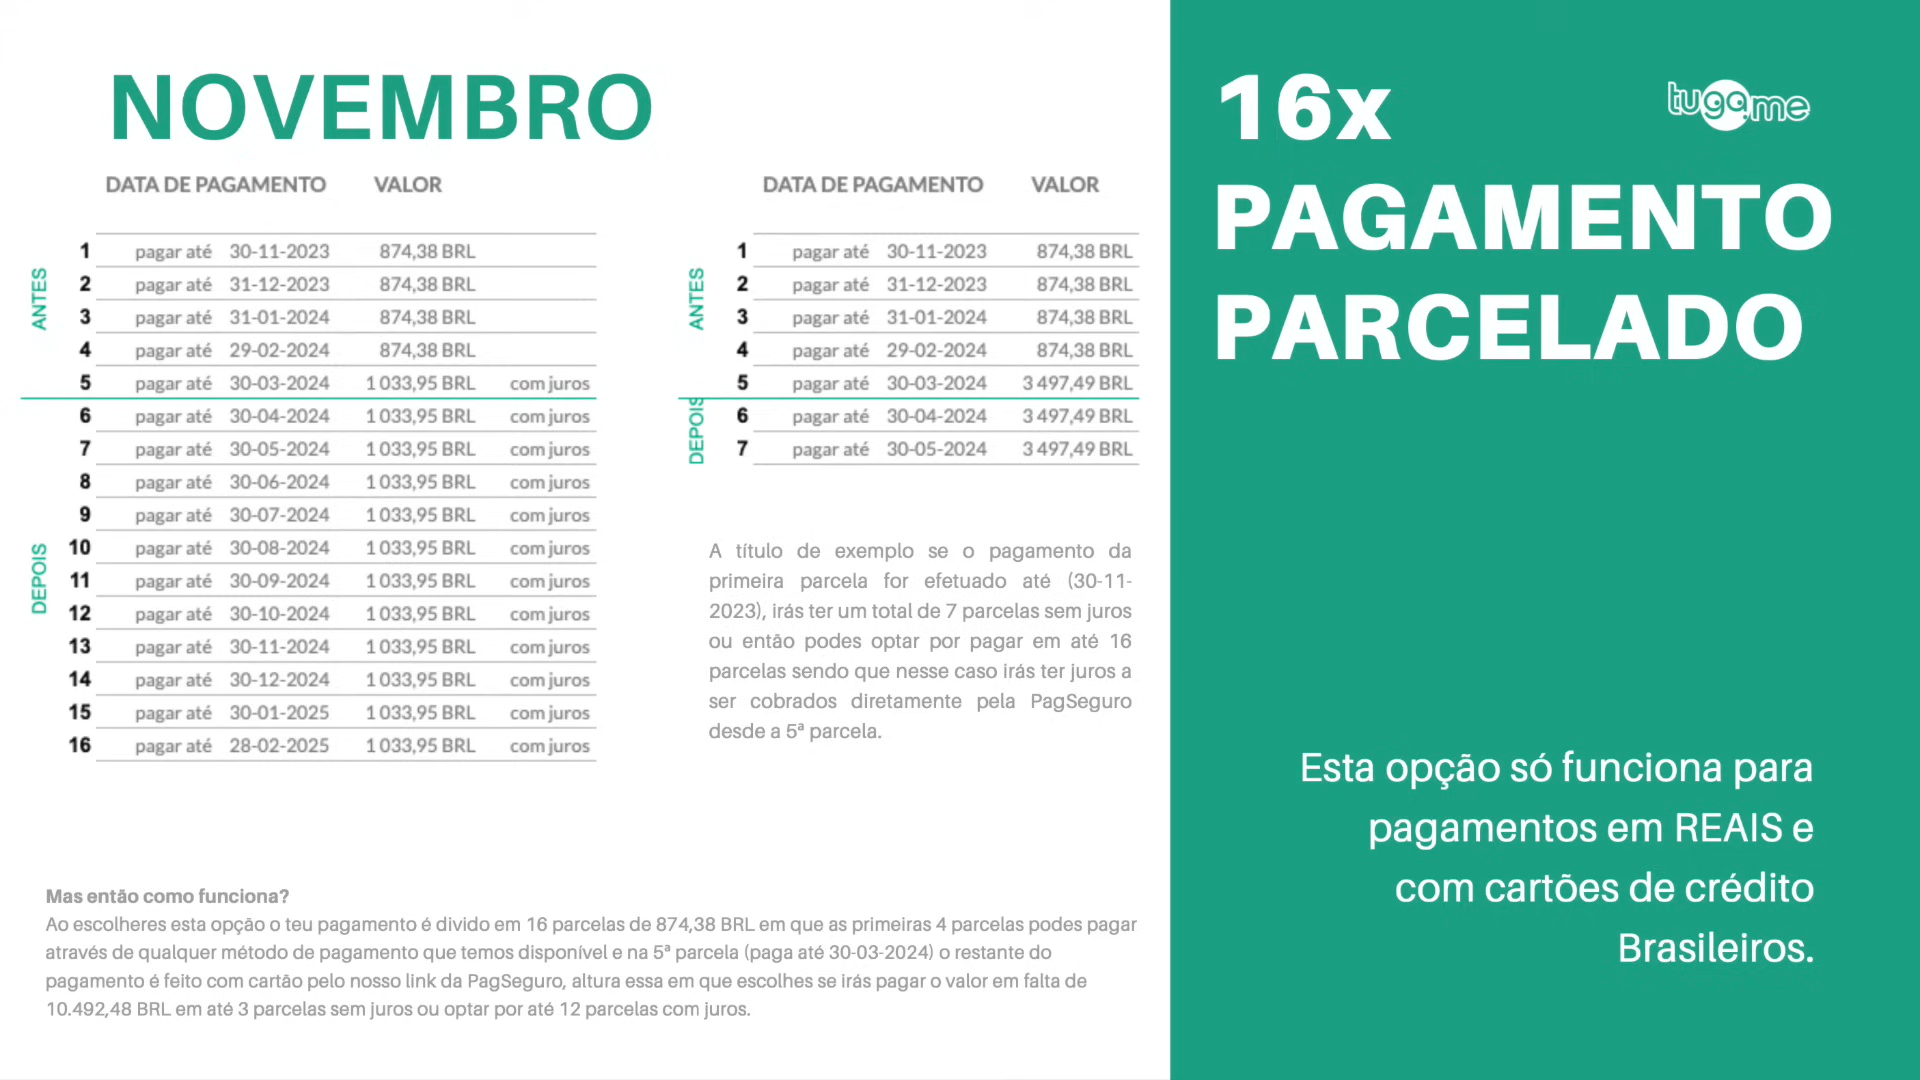 NOVEMBRO
DATA DE PAGAMENTO VALOR
ANTES
1 pagar até 30-11-2023 874,38 BRL
2 pagar até 31-12-2023 874,38 BRL
3 pagar até 31-01-2024 874,38 BRL
4 pagar até 29-02-2024 874,38 BRL
5 pagar até 30-03-2024 1 033,95 BRL com juros
DEPOIS
6 pagar até 30-04-2024 1 033,95 BRL com juros
7 pagar até 30-05-2024 1 033,95 BRL com juros
8 pagar até 30-06-2024 1 033,95 BRL com juros
9 pagar até 30-07-2024 1 033,95 BRL com juros
10 pagar até 30-08-2024 1 033,95 BRL com juros
11 pagar até 30-09-2024 1 033,95 BRL com juros
12 pagar até 30-10-2024 1 033,95 BRL com juros
13 pagar até 30-11-2024 1 033,95 BRL com juros
14 pagar até 30-12-2024 1 033,95 BRL com juros
15 pagar até 30-01-2025 1 033,95 BRL com juros
16 pagar até 28-02-2025 1 033,95 BRL com juros
DATA DE PAGAMENTO VALOR
ANTES
1 pagar até 30-11-2023 874,38 BRL
2 pagar até 31-12-2023 874,38 BRL
3 pagar até 31-01-2024 874,38 BRL
4 pagar até 29-02-2024 874,38 BRL
5 pagar até 30-03-2024 3 497,49 BRL
DEPOIS
6 pagar até 30-04-2024 3 497,49 BRL
7 pagar até 30-05-2024 3 497,49 BRL
A título de exemplo se o pagamento da
primeira parcela for efetuado até (30-11-
2023), irás ter um total de 7 parcelas sem juros
ou então podes optar por pagar em até 16
parcelas sendo que nesse caso irás ter juros a
ser cobrados diretamente pela PagSeguro
desde a 5ª parcela.
Mas então como funciona?
Ao escolheres esta opção o teu pagamento é divido em 16 parcelas de 874,38 BRL em que as primeiras 4 parcelas podes pagar
através de qualquer método de pagamento que temos disponível e na 5ª parcela (paga até 30-03-2024) o restante do
pagamento é feito com cartão pelo nosso link da PagSeguro, altura essa em que escolhes se irás pagar o valor em falta de
10.492,48 BRL em até 3 parcelas sem juros ou optar por até 12 parcelas com juros.
16x
tugame
PAGAMENTO
PARCELADO
Esta opção só funciona para
pagamentos em REAIS e
com cartões de crédito
Brasileiros.